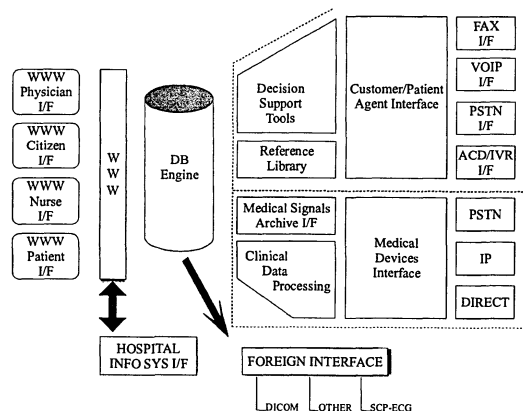 WWW
Physician
I/F
WWW
Citizen
I/F
WWW
Nurse
I/F
WWW
Patient
I/F
W
W
W
DB
Engine
Decision
Support
Tools
Reference
Library
Customer/Patient
Agent Interface
FAX
I/F
VOIP
I/F
PSTN
I/F
ACD/IVR
I/F
Medical Signals
Archive I/F
Clinical
Data
Processing
Medical
Devices
Interface
PSTN
IP
DIRECT
HOSPITAL
INFO SYS I/F
FOREIGN INTERFACE
DICOM
OTHER
SCP-ECG